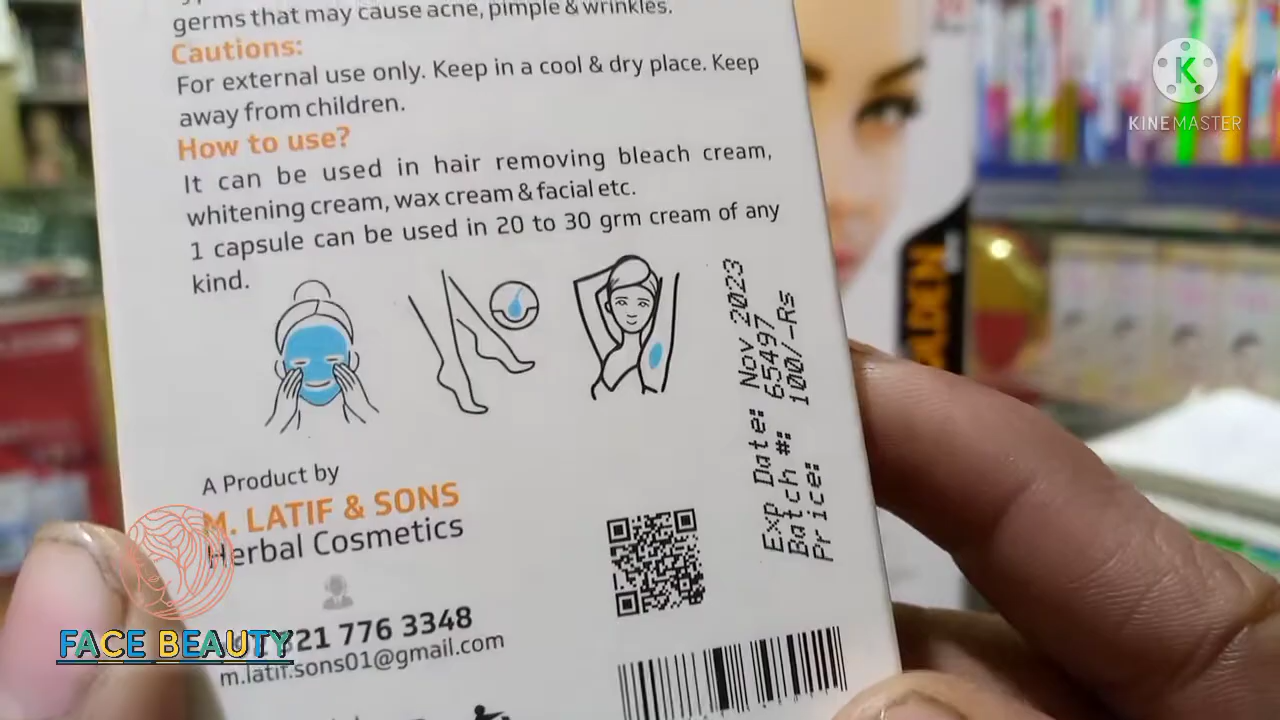 germs that may cause acne, pimple & wrinkles.
Cautions:
For external use only. Keep in a cool & dry place. Keep
away from children.
How to use?
It can be used in hair removing bleach cream,
whitening cream, wax cream & facial etc.
1 capsule can be used in 20 to 30 grm cream of any
kind.
Exp Date: Nov 2023
Batch #: 65497
Price: 100/-Rs
A Product by
M. LATIF & SONS
Herbal Cosmetics
321 776 3348
m.latif.sons01@gmail.com
FACE BEAUTY
K
KINEMASTER